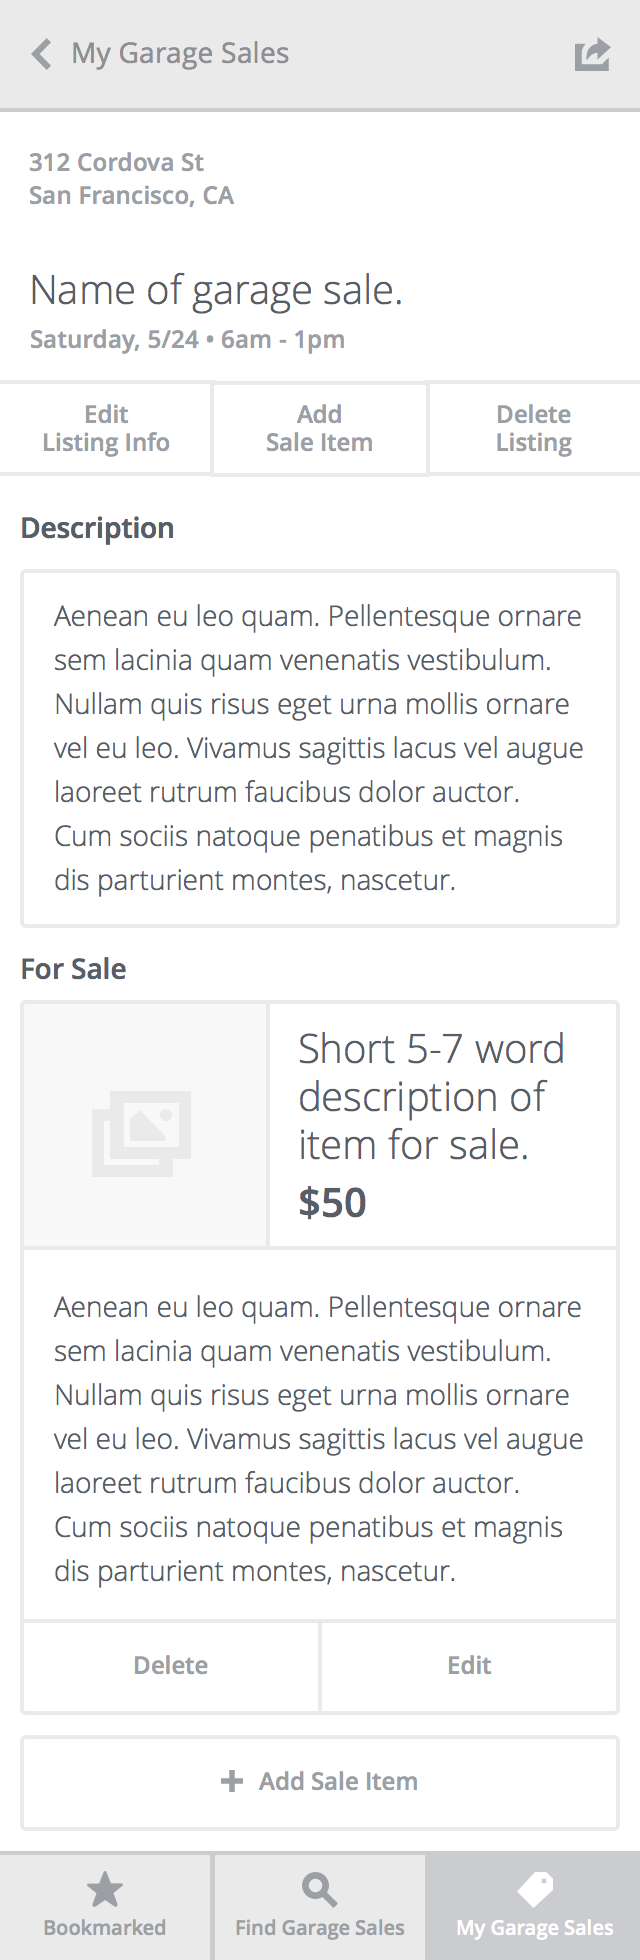 My Garage Sales
312 Cordova St
San Francisco, CA
Name of garage sale.
Saturday, 5/24 • 6am - 1pm
Edit
Listing Info
Add
Sale Item
Delete
Listing
Description
Aenean eu leo quam. Pellentesque ornare
sem lacinia quam venenatis vestibulum.
Nullam quis risus eget urna mollis ornare
vel eu leo. Vivamus sagittis lacus vel augue
laoreet rutrum faucibus dolor auctor.
Cum sociis natoque penatibus et magnis
dis parturient montes, nascetur.
For Sale
Short 5-7 word
description of
item for sale.
$50
Aenean eu leo quam. Pellentesque ornare
sem lacinia quam venenatis vestibulum.
Nullam quis risus eget urna mollis ornare
vel eu leo. Vivamus sagittis lacus vel augue
laoreet rutrum faucibus dolor auctor.
Cum sociis natoque penatibus et magnis
dis parturient montes, nascetur.
Delete
Edit
+ Add Sale Item
Bookmarked
Find Garage Sales
My Garage Sales